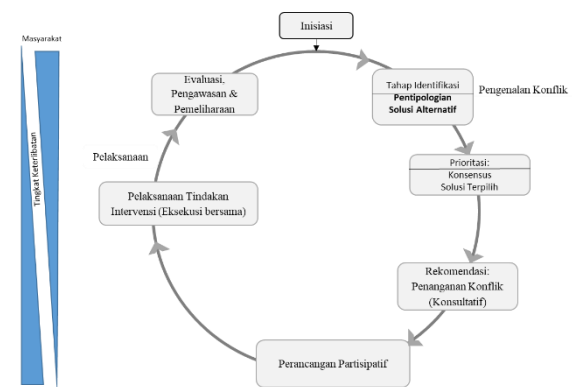 Inisiasi
Masyarakat
Tingkat Keterlibatan
Evaluasi,
Pengawasan &
Pemeliharaan
Tahap Identifikasi
Pentipologian
Solusi Alternatif
Pengenalan Konflik
Pelaksanaan
Prioritasi:
Konsensus
Solusi Terpilih
Pelaksanaan Tindakan
Intervensi (Eksekusi bersama)
Rekomendasi:
Penanganan Konflik
(Konsultatif)
Perancangan Partisipatif